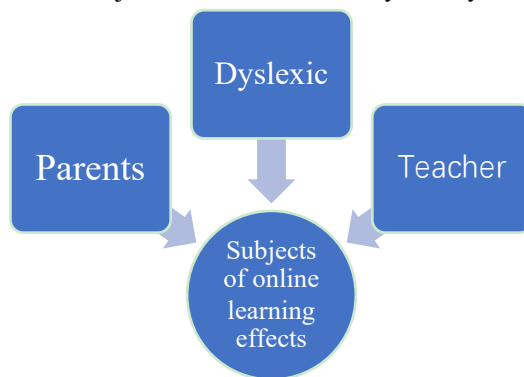 Dyslexic
Parents
Teacher
Subjects
of online
learning
effects